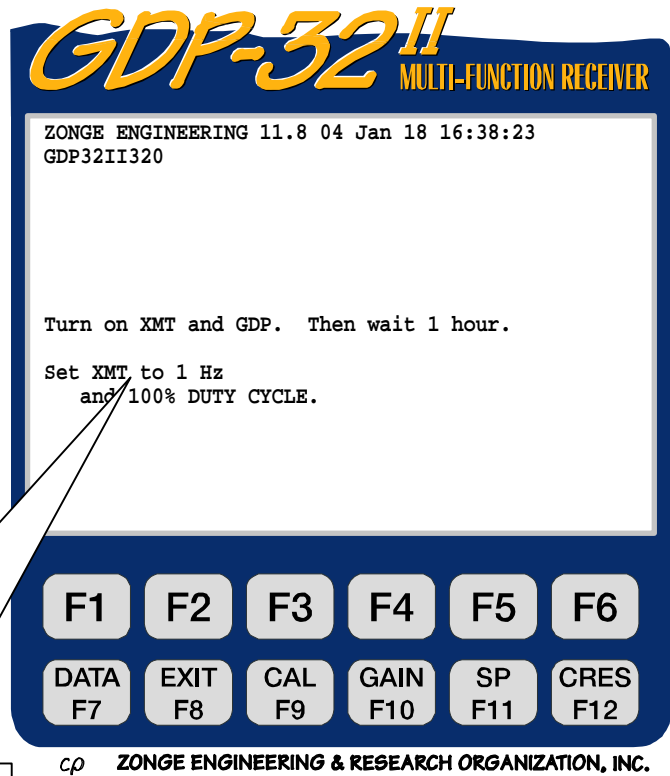 GDP-32 II
MULTI-FUNCTION RECEIVER
ZONGE ENGINEERING 11.8 04 Jan 18 16:38:23
GDP32II320
Turn on XMT and GDP.  Then wait 1 hour.
Set XMT to 1 Hz
and 100% DUTY CYCLE.
F1 F2 F3 F4 F5 F6
DATA EXIT CAL GAIN SP CRES
F7 F8 F9 F10 F11 F12
cp ZONGE ENGINEERING & RESEARCH ORGANIZATION, INC.